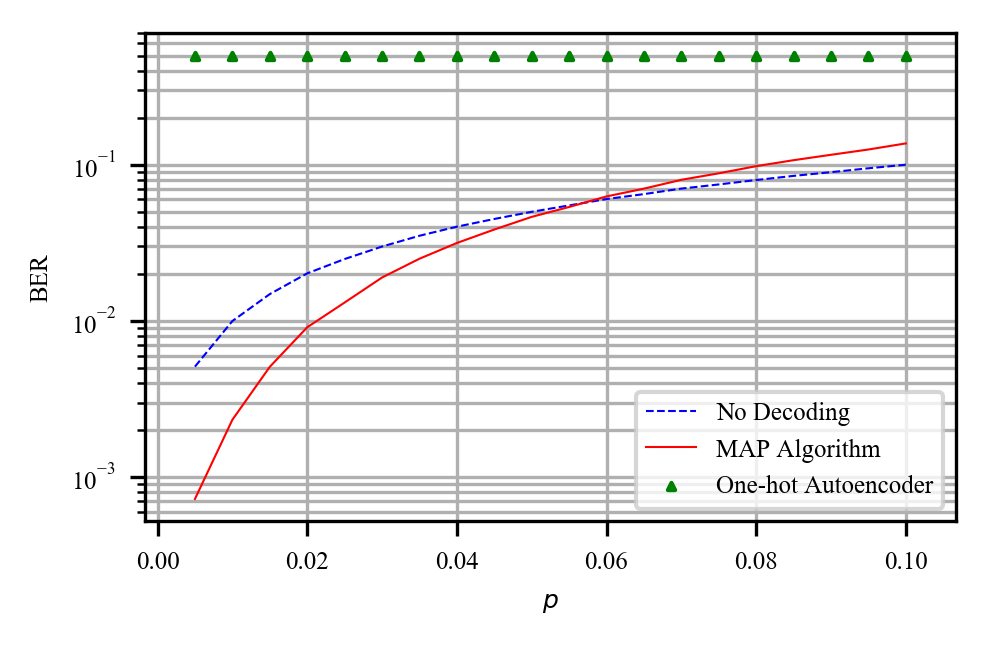 BER
10⁻¹
10⁻²
10⁻³
No Decoding
MAP Algorithm
One-hot Autoencoder
0.00 0.02 0.04 0.06 0.08 0.10
p